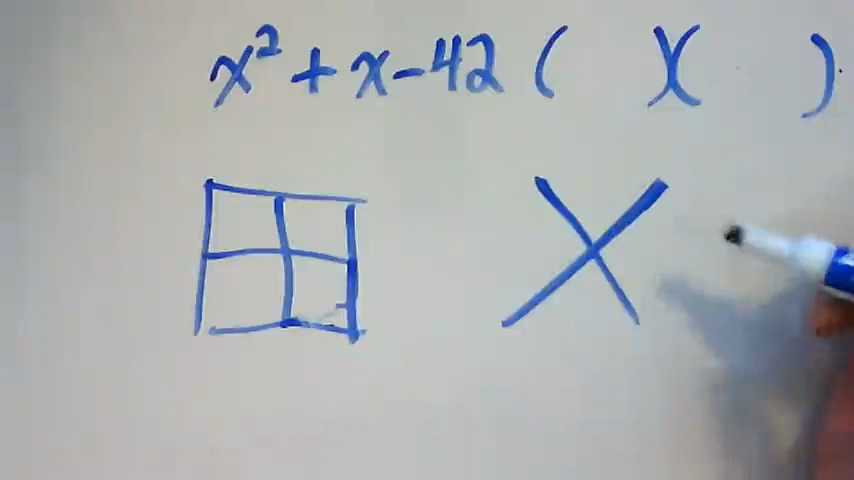 x² + x - 42 (   )(   )